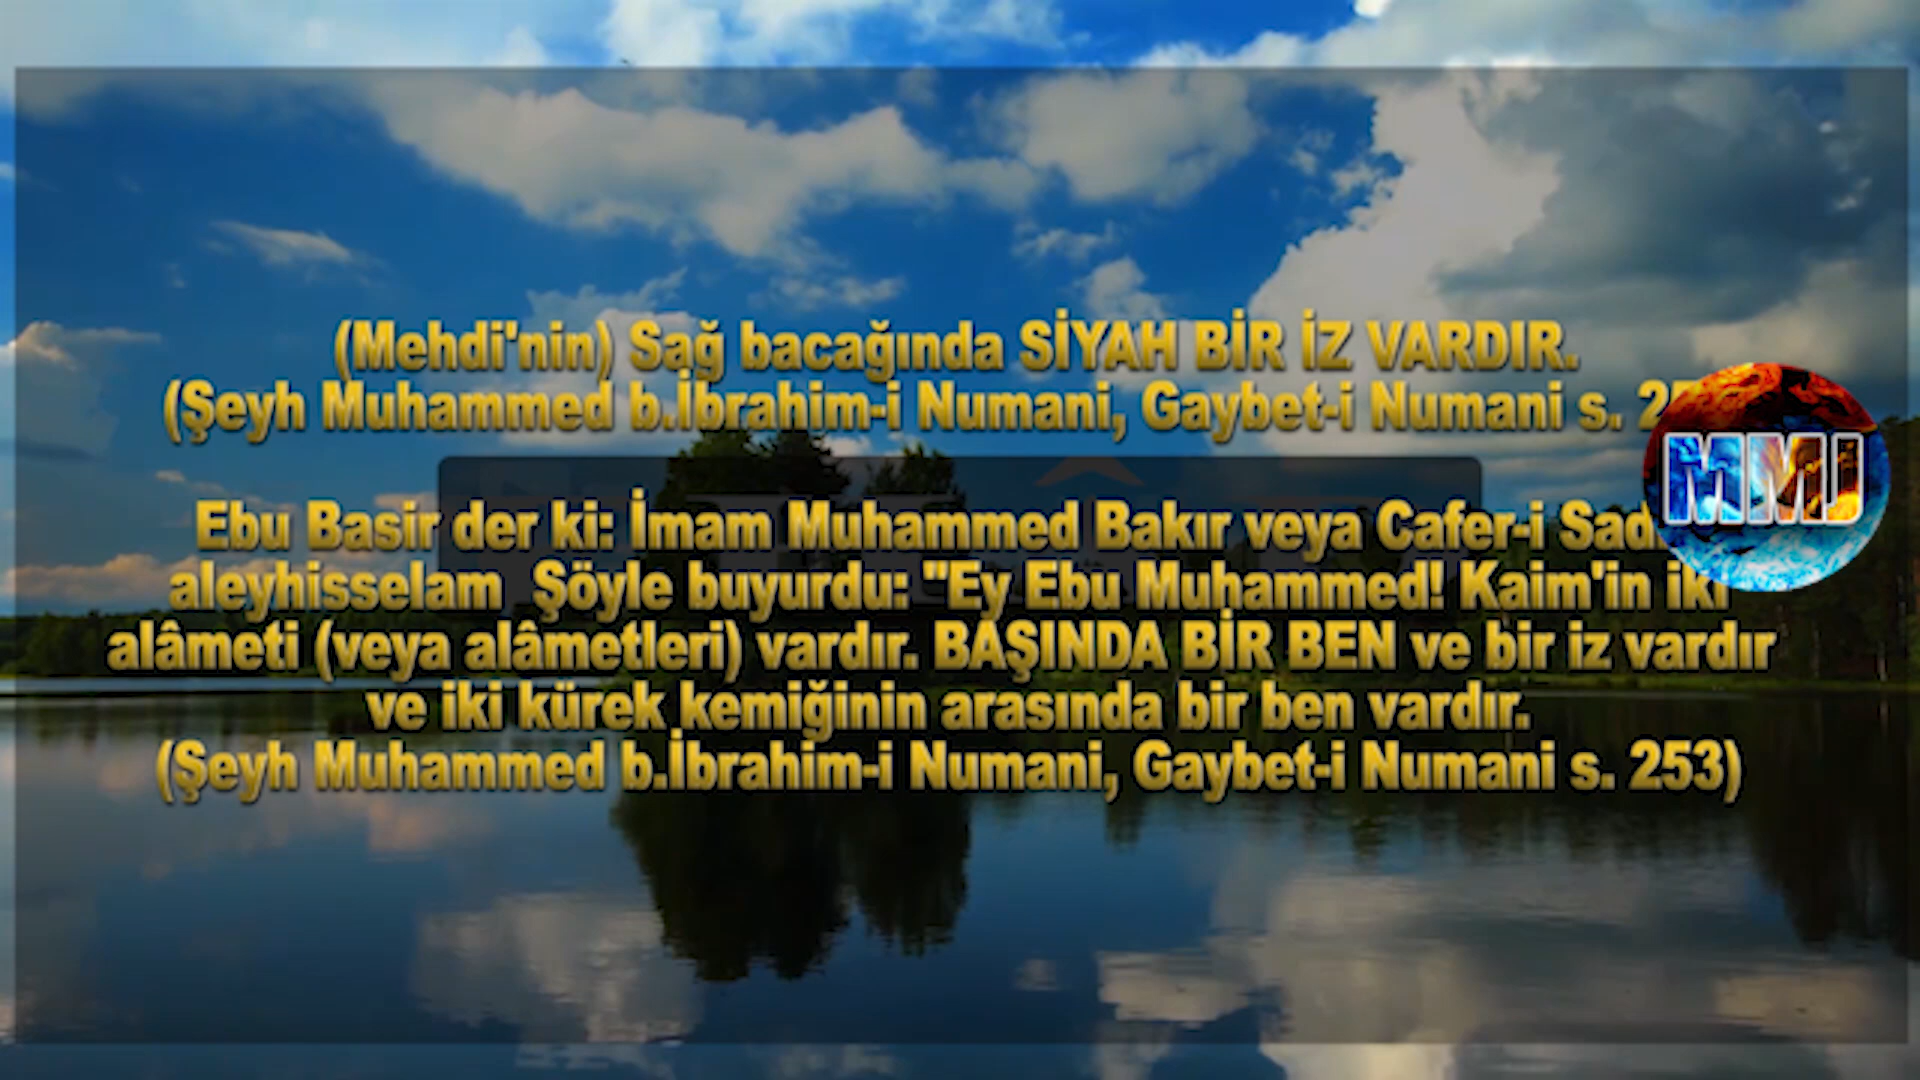 (Mehdi'nin) Sağ bacağında SİYAH BİR İZ VARDIR.
(Şeyh Muhammed b.İbrahim-i Numani, Gaybet-i Numani s.
MMJ
Ebu Basir der ki: İmam Muhammed Bakır veya Cafer-i
aleyhisselam Şöyle buyurdu: "Ey Ebu Muhammed! Kaim'in iki
alâmeti (veya alâmetleri) vardır. BAŞINDA BİR BEN ve bir iz vardır
ve iki kürek kemiğinin arasında bir ben vardır.
(Şeyh Muhammed b.İbrahim-i Numani, Gaybet-i Numani s. 253)